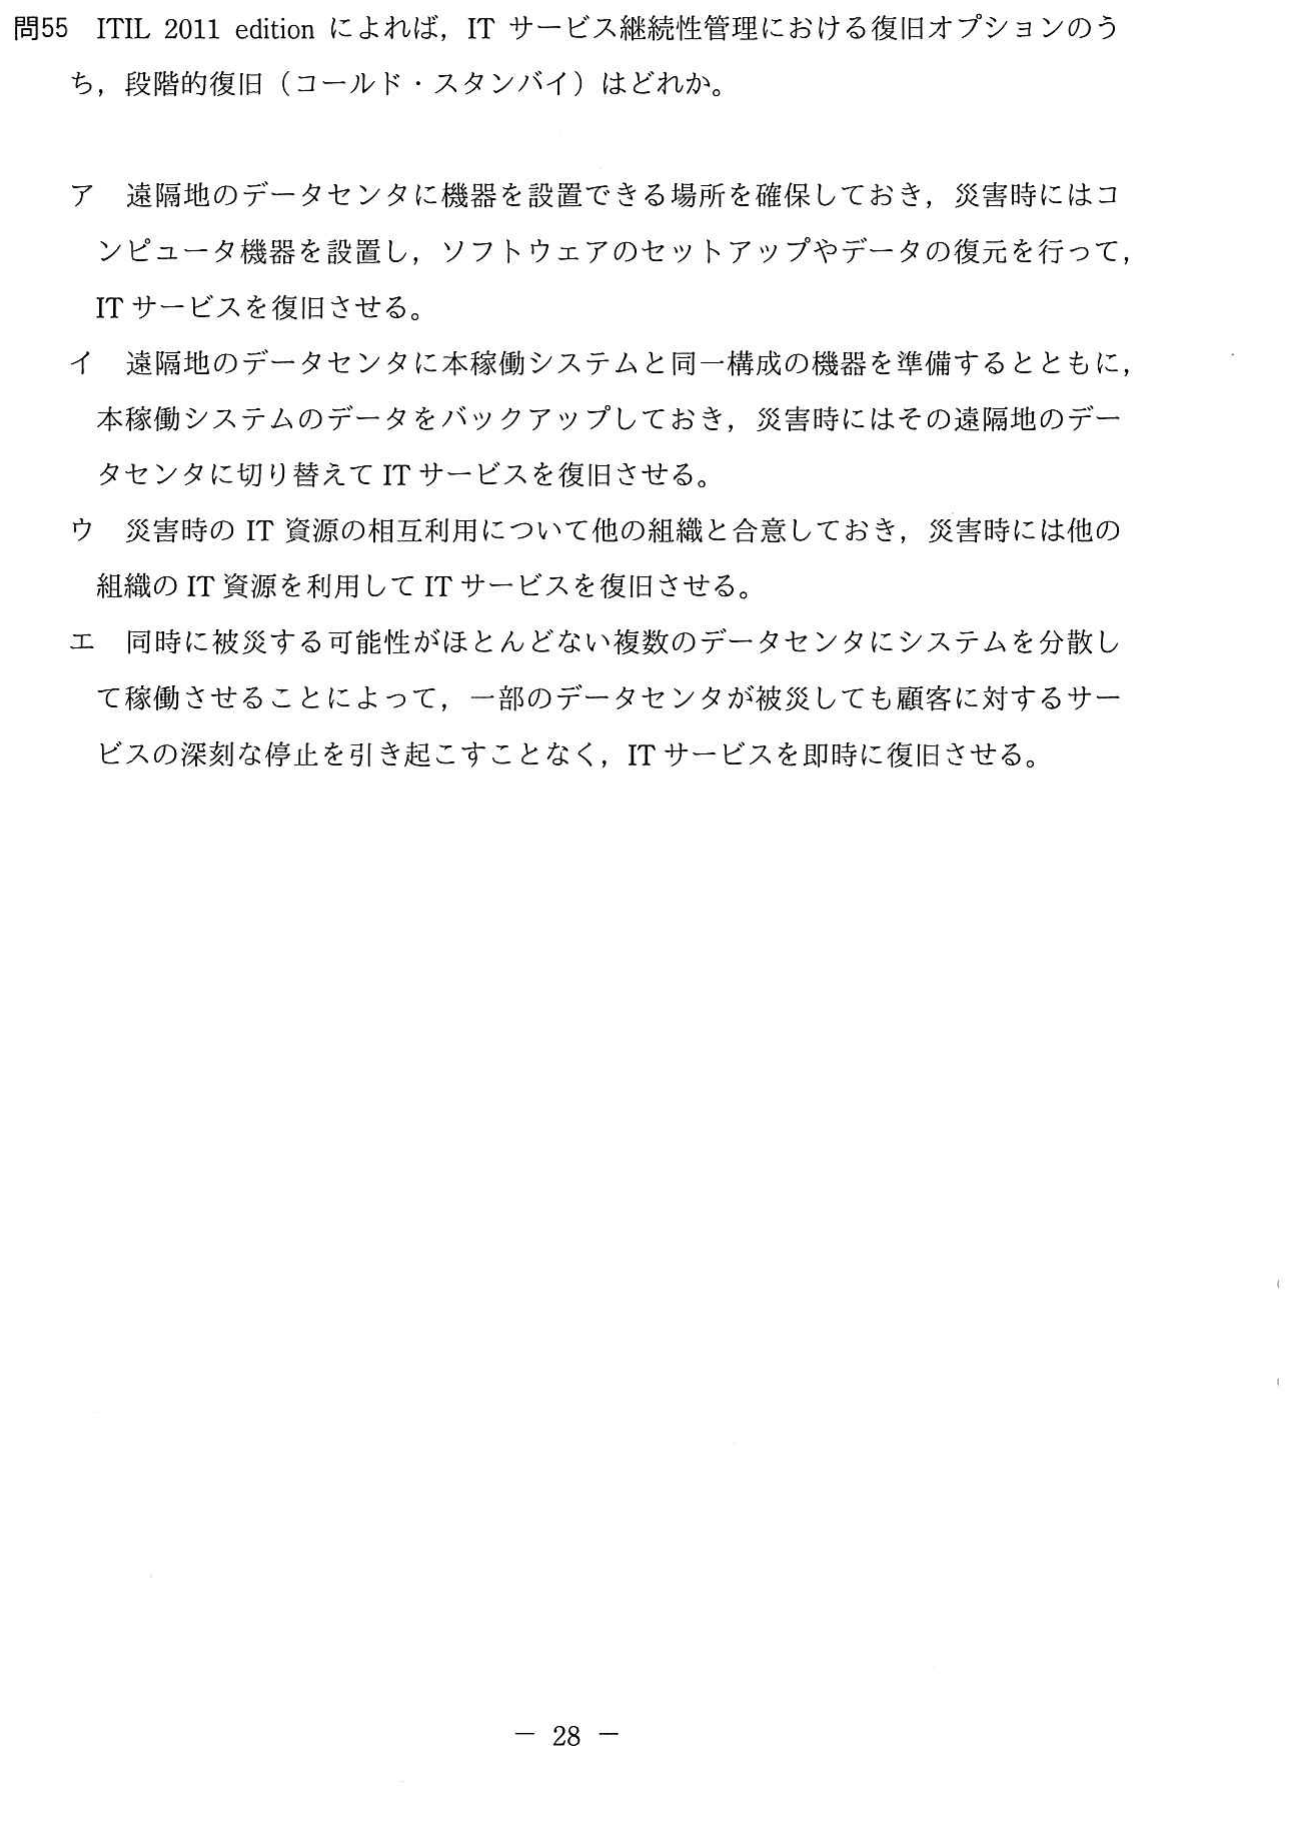 問55 ITIL 2011 edition によれば，IT サービス継続性管理における復旧オプションのう
ち，段階的復旧（コールド・スタンバイ）はどれか。
ア 遠隔地のデータセンタに機器を設置できる場所を確保しておき，災害時にはコ
ンピュータ機器を設置し，ソフトウェアのセットアップやデータの復元を行って，
IT サービスを復旧させる。
イ 遠隔地のデータセンタに本稼働システムと同一構成の機器を準備するとともに，
本稼働システムのデータをバックアップしておき，災害時にはその遠隔地のデー
タセンタに切り替えて IT サービスを復旧させる。
ウ 災害時の IT 資源の相互利用について他の組織と合意しておき，災害時には他の
組織の IT 資源を利用して IT サービスを復旧させる。
エ 同時に被災する可能性がほとんどない複数のデータセンタにシステムを分散し
て稼働させることによって，一部のデータセンタが被災しても顧客に対するサー
ビスの深刻な停止を引き起こすことなく，IT サービスを即時に復旧させる。
－ 28 －